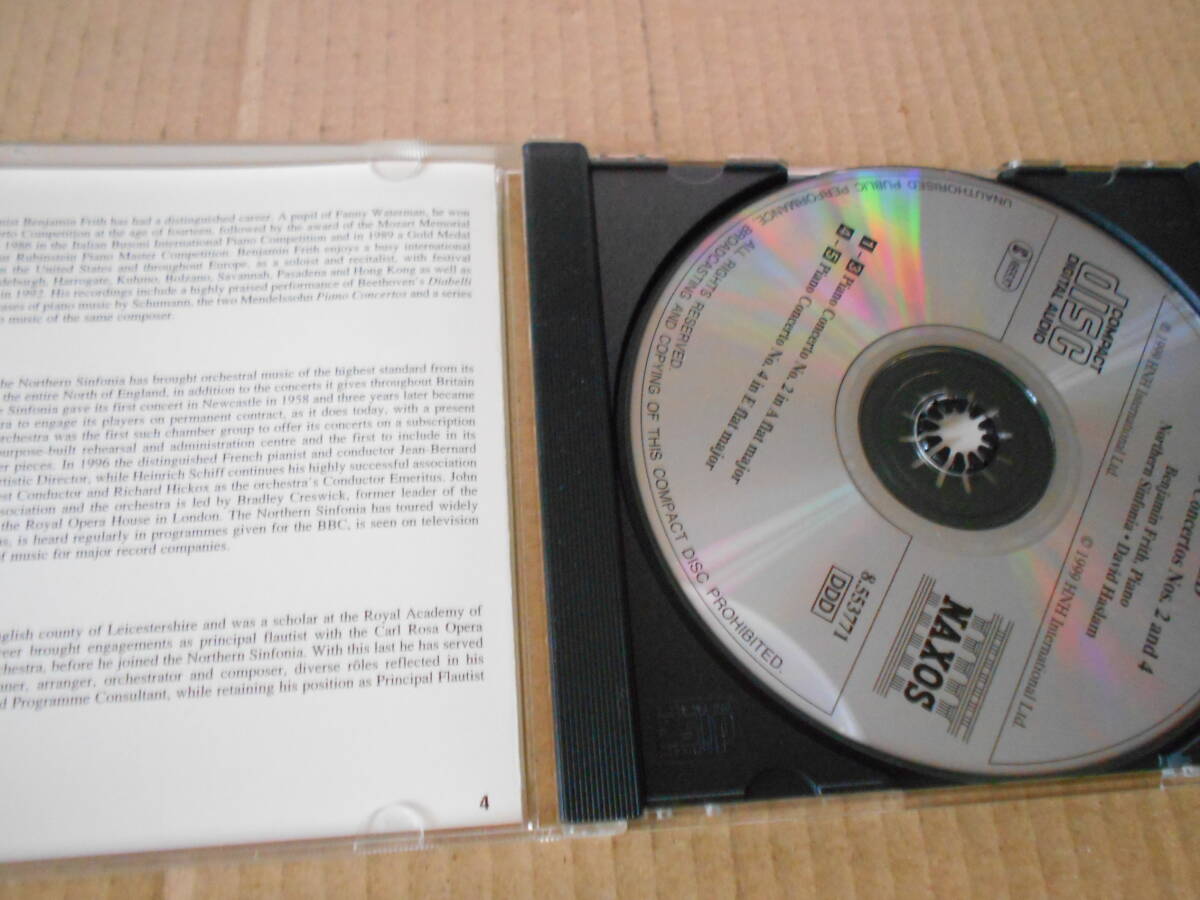 Benjamin Frith has had a distinguished career. A pupil of Fanny Waterman, he won
Competition at the age of fourteen, followed by the award of the Mozart Memorial
1986 in the Italian Busoni International Piano Competition and in 1989 a Gold Medal
Rubinstein Piano Master Competition. Benjamin Frith enjoys a busy international
the United States and throughout Europe, as a soloist and recitalist, with festival
Harrogate, Kuhmo, Bolzano, Savannah, Pasadena and Hong Kong as well as
in 1992. His recordings include a highly praised performance of Beethoven's Diabelli
of piano music by Schumann, the two Mendelssohn Piano Concertos and a series
music of the same composer.
he Northern Sinfonia has brought orchestral music of the highest standard from its
the entire North of England, in addition to the concerts it gives throughout Britain
Sinfonia gave its first concert in Newcastle in 1958 and three years later became
ra to engage its players on permanent contract, as it does today, with a present
rchestra was the first such chamber group to offer its concerts on a subscription
urpose-built rehearsal and administration centre and the first to include in its
er pieces. In 1996 the distinguished French pianist and conductor Jean-Bernard
rtistic Director, while Heinrich Schiff continues his highly successful association
est Conductor and Richard Hickox as the orchestra's Conductor Emeritus. John
ssociation and the orchestra is led by Bradley Creswick, former leader of the
the Royal Opera House in London. The Northern Sinfonia has toured widely
s, is heard regularly in programmes given for the BBC, is seen on television
f music for major record companies.
nglish county of Leicestershire and was a scholar at the Royal Academy of
eer brought engagements as principal flautist with the Carl Rosa Opera
chestra, before he joined the Northern Sinfonia. With this last he has served
ner, arranger, orchestrator and composer, diverse rôles reflected in his
d Programme Consultant, while retaining his position as Principal Flautist
4
NAXOS
8.553771
DDD
Concertos Nos. 2 and 4
Benjamin Frith, Piano
Northern Sinfonia • David Haslam
℗ 1996 HNH International Ltd.
© 1999 HNH International Ltd.
COMPACT
disc
DIGITAL AUDIO
1-3 Piano Concerto No. 2 in A flat major
4-5 Piano Concerto No. 4 in E flat major
ALL RIGHTS RESERVED.
UNAUTHORISED PUBLIC PERFORMANCE, BROADCASTING AND COPYING OF THIS COMPACT DISC PROHIBITED.